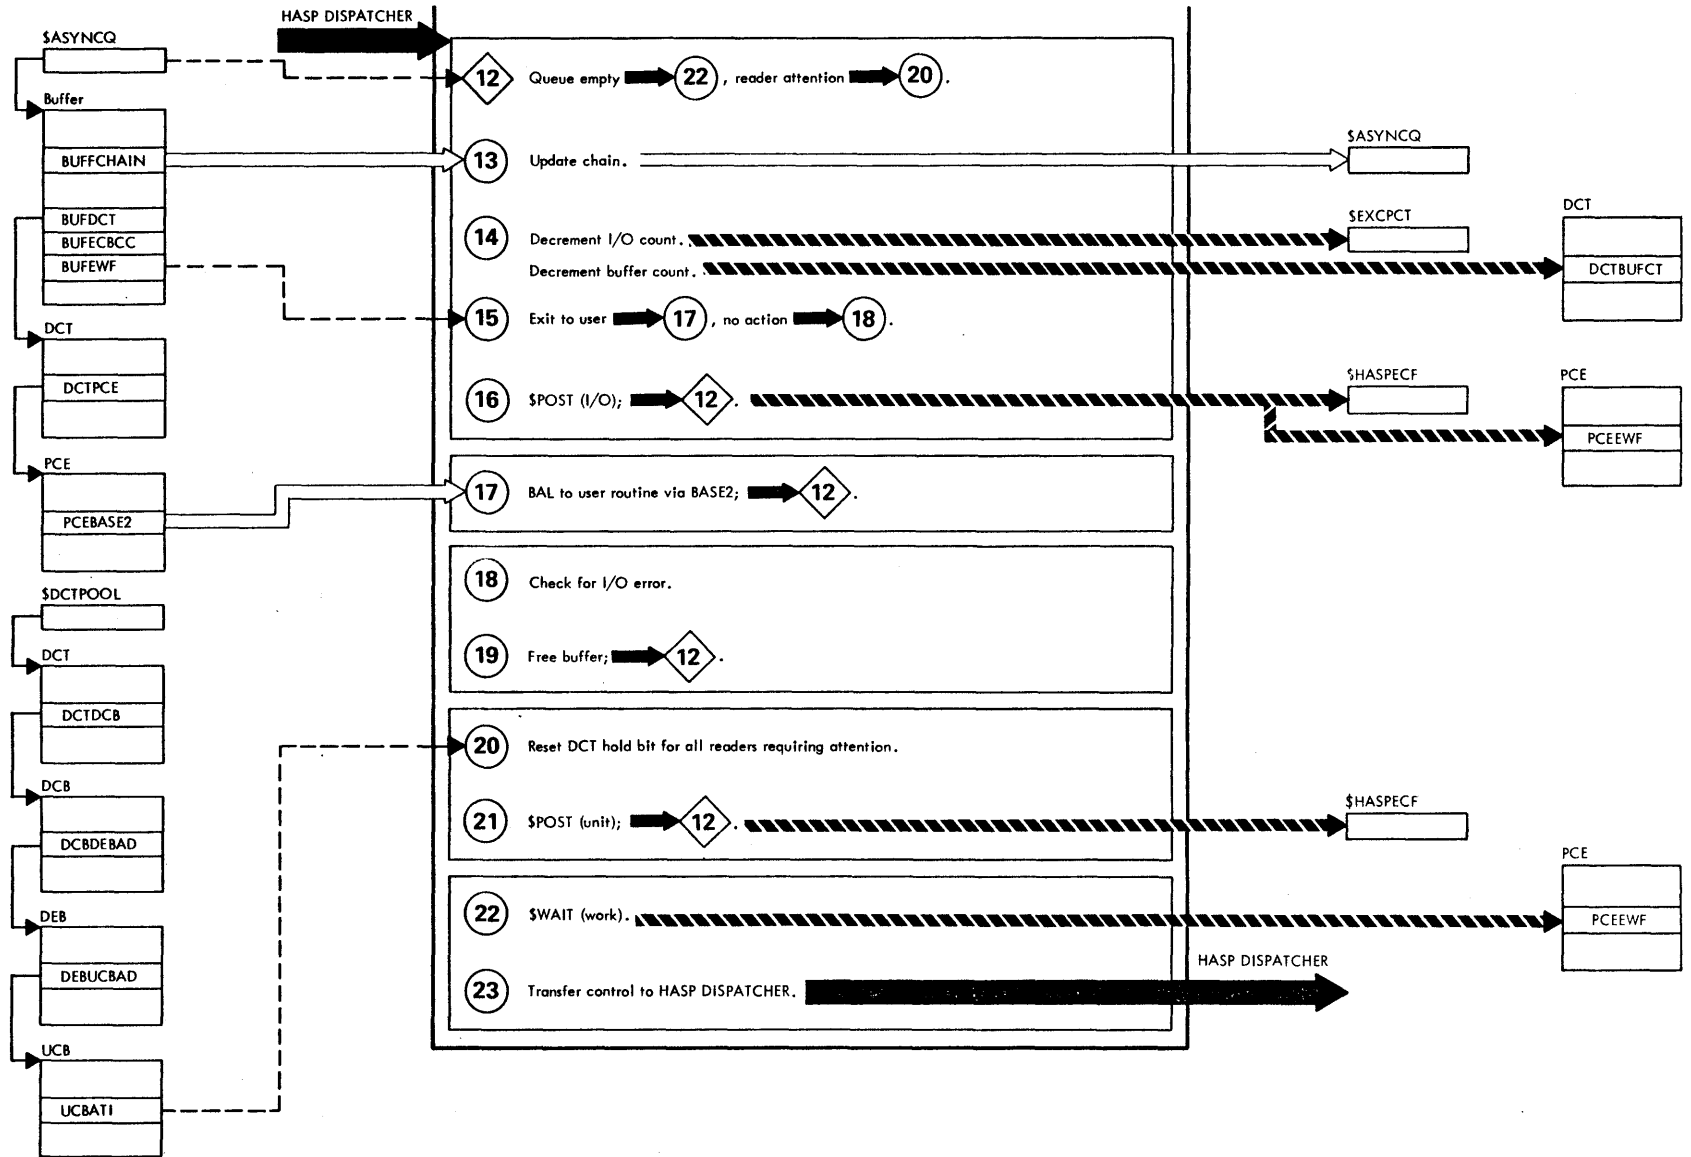 HASP DISPATCHER
$ASYNCQ
12 Queue empty 22 , reader attention 20 .
Buffer
BUFFCHAIN
13 Update chain.
$ASYNCQ
BUFDCT
BUFECBCC
BUFEWF
14 Decrement I/O count.
Decrement buffer count.
$EXCPCT
DCT
DCTBUFCT
15 Exit to user 17 , no action 18 .
DCT
DCTPCE
16 $POST (I/O); 12 .
$HASPECF
PCE
PCEEWF
PCE
PCEBASE2
17 BAL to user routine via BASE2; 12 .
18 Check for I/O error.
$DCTPOOL
19 Free buffer; 12 .
DCT
DCTDCB
20 Reset DCT hold bit for all readers requiring attention.
DCB
DCBDEBAD
21 $POST (unit); 12 .
$HASPECF
PCE
PCEEWF
22 $WAIT (work).
DEB
DEBUCBAD
23 Transfer control to HASP DISPATCHER.
HASP DISPATCHER
UCB
UCBATI